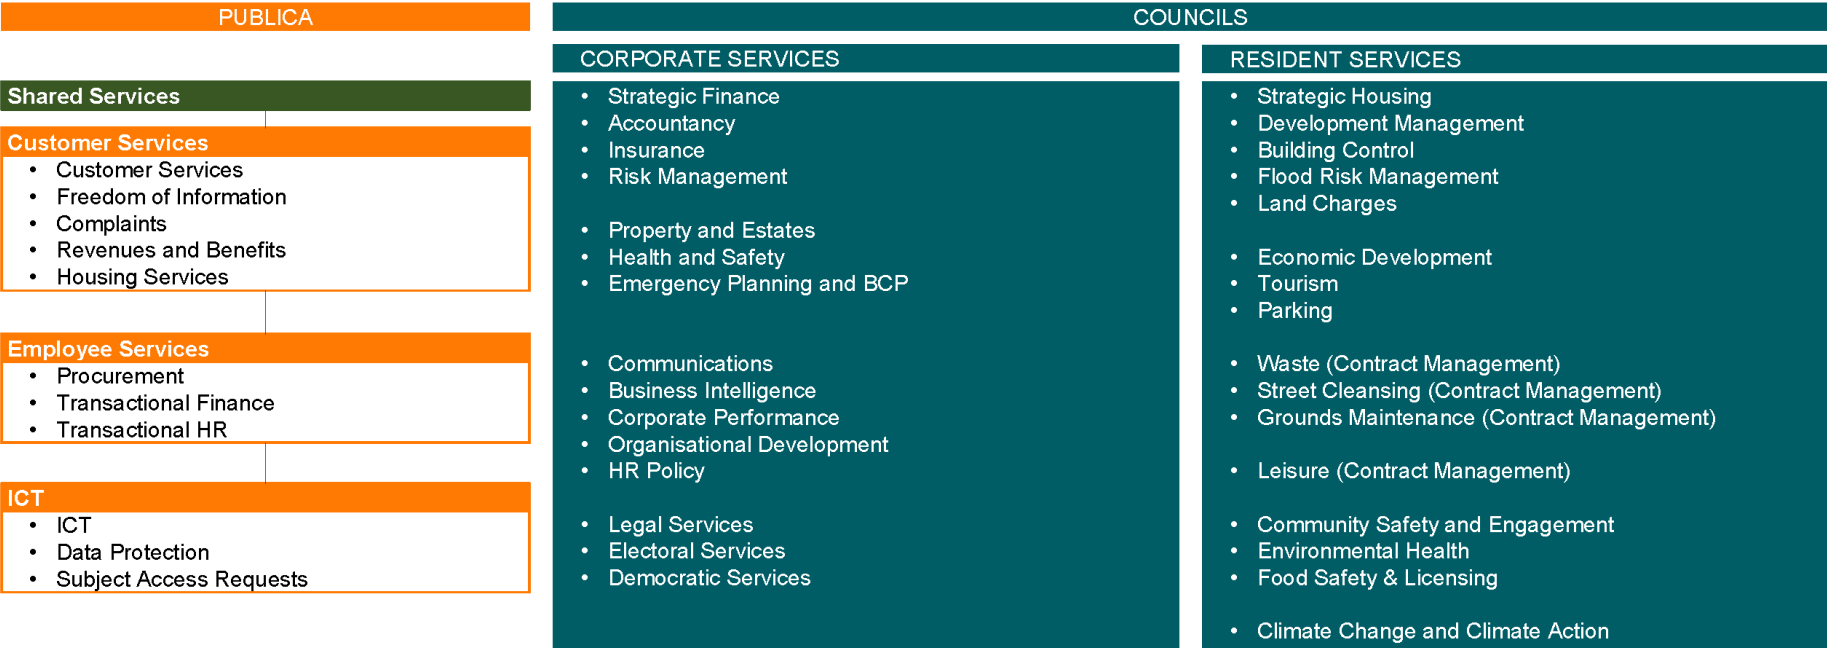 PUBLICA
COUNCILS
CORPORATE SERVICES
RESIDENT SERVICES
Shared Services
Customer Services
• Customer Services
• Freedom of Information
• Complaints
• Revenues and Benefits
• Housing Services
Employee Services
• Procurement
• Transactional Finance
• Transactional HR
ICT
• ICT
• Data Protection
• Subject Access Requests
• Strategic Finance
• Accountancy
• Insurance
• Risk Management
• Property and Estates
• Health and Safety
• Emergency Planning and BCP
• Communications
• Business Intelligence
• Corporate Performance
• Organisational Development
• HR Policy
• Legal Services
• Electoral Services
• Democratic Services
• Strategic Housing
• Development Management
• Building Control
• Flood Risk Management
• Land Charges
• Economic Development
• Tourism
• Parking
• Waste (Contract Management)
• Street Cleansing (Contract Management)
• Grounds Maintenance (Contract Management)
• Leisure (Contract Management)
• Community Safety and Engagement
• Environmental Health
• Food Safety & Licensing
• Climate Change and Climate Action